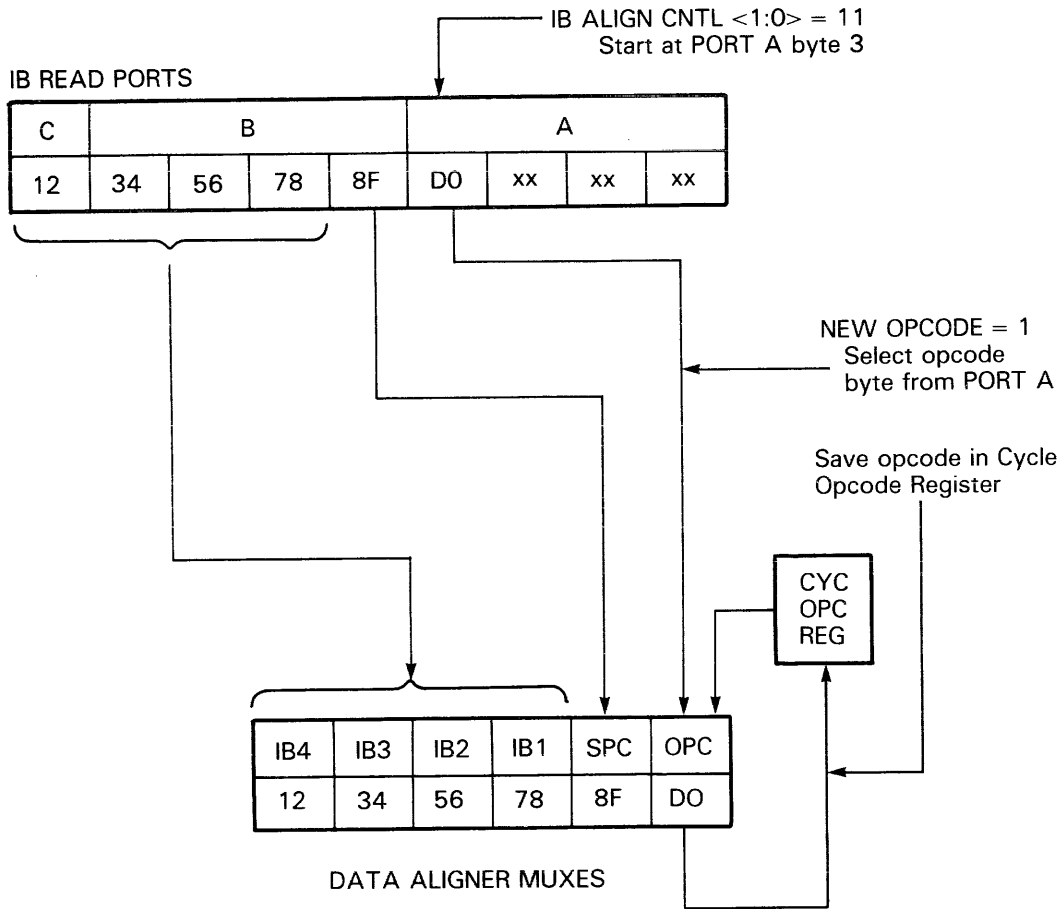 IB ALIGN CNTL <1:0> = 11
Start at PORT A byte 3
IB READ PORTS
C B A
12 34 56 78 8F D0 xx xx xx
NEW OPCODE = 1
Select opcode
byte from PORT A
Save opcode in Cycle
Opcode Register
CYC
OPC
REG
IB4 IB3 IB2 IB1 SPC OPC
12 34 56 78 8F D0
DATA ALIGNER MUXES